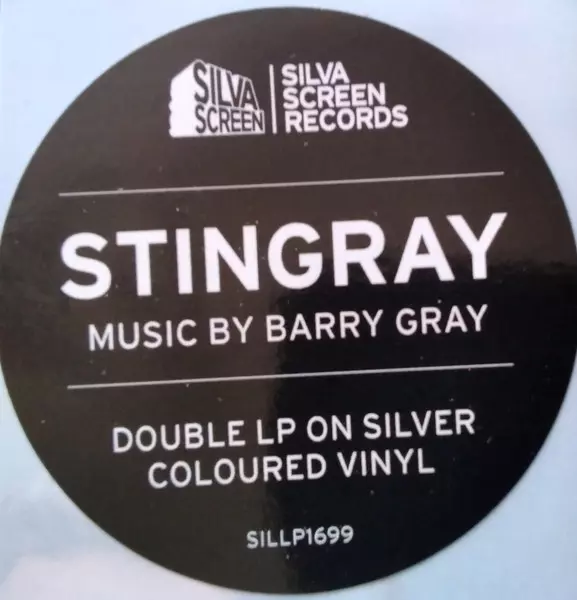 SILVA
SCREEN
SILVA
SCREEN
RECORDS
STINGRAY
MUSIC BY BARRY GRAY
DOUBLE LP ON SILVER
COLOURED VINYL
SILLP1699